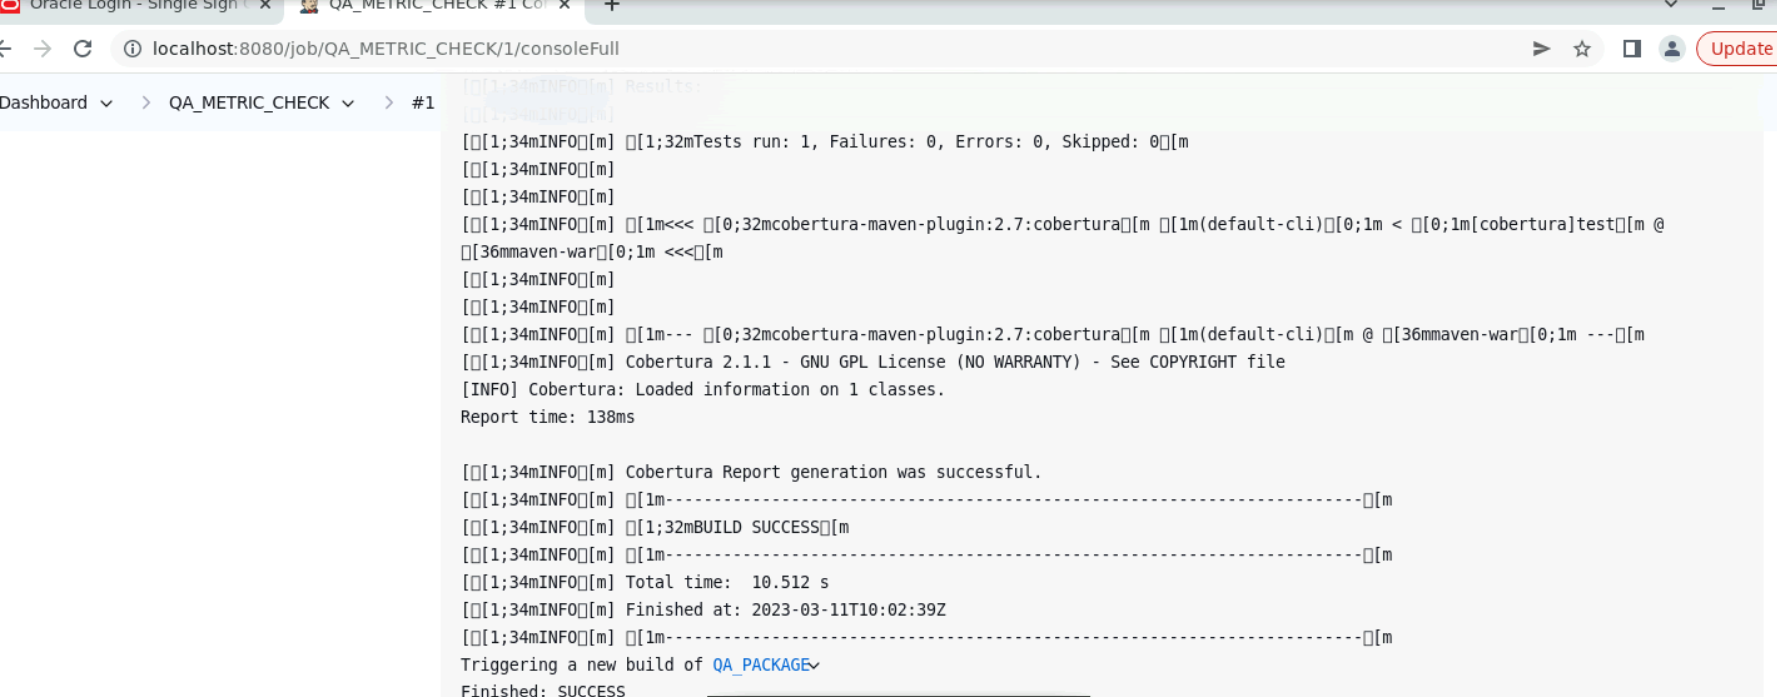 Oracle Login - Single Sign
QA_METRIC_CHECK #1 Co
localhost:8080/job/QA_METRIC_CHECK/1/consoleFull
Update
Dashboard
QA_METRIC_CHECK
#1
[□[1;34mINFO□[m] Results:
[□[1;34mINFO□[m]
[□[1;34mINFO□[m] □[1;32mTests run: 1, Failures: 0, Errors: 0, Skipped: 0□[m
[□[1;34mINFO□[m]
[□[1;34mINFO□[m]
[□[1;34mINFO□[m] □[1m<<< □[0;32mcobertura-maven-plugin:2.7:cobertura□[m □[1m(default-cli)□[0;1m < □[0;1m[cobertura]test□[m @
□[36mmaven-war□[0;1m <<<□[m
[□[1;34mINFO□[m]
[□[1;34mINFO□[m]
[□[1;34mINFO□[m] □[1m--- □[0;32mcobertura-maven-plugin:2.7:cobertura□[m □[1m(default-cli)□[m @ □[36mmaven-war□[0;1m ---□[m
[□[1;34mINFO□[m] Cobertura 2.1.1 - GNU GPL License (NO WARRANTY) - See COPYRIGHT file
[INFO] Cobertura: Loaded information on 1 classes.
Report time: 138ms
[□[1;34mINFO□[m] Cobertura Report generation was successful.
[□[1;34mINFO□[m] □[1m------------------------------------------------------------------------□[m
[□[1;34mINFO□[m] □[1;32mBUILD SUCCESS□[m
[□[1;34mINFO□[m] □[1m------------------------------------------------------------------------□[m
[□[1;34mINFO□[m] Total time:  10.512 s
[□[1;34mINFO□[m] Finished at: 2023-03-11T10:02:39Z
[□[1;34mINFO□[m] □[1m------------------------------------------------------------------------□[m
Triggering a new build of QA_PACKAGE
Finished: SUCCESS